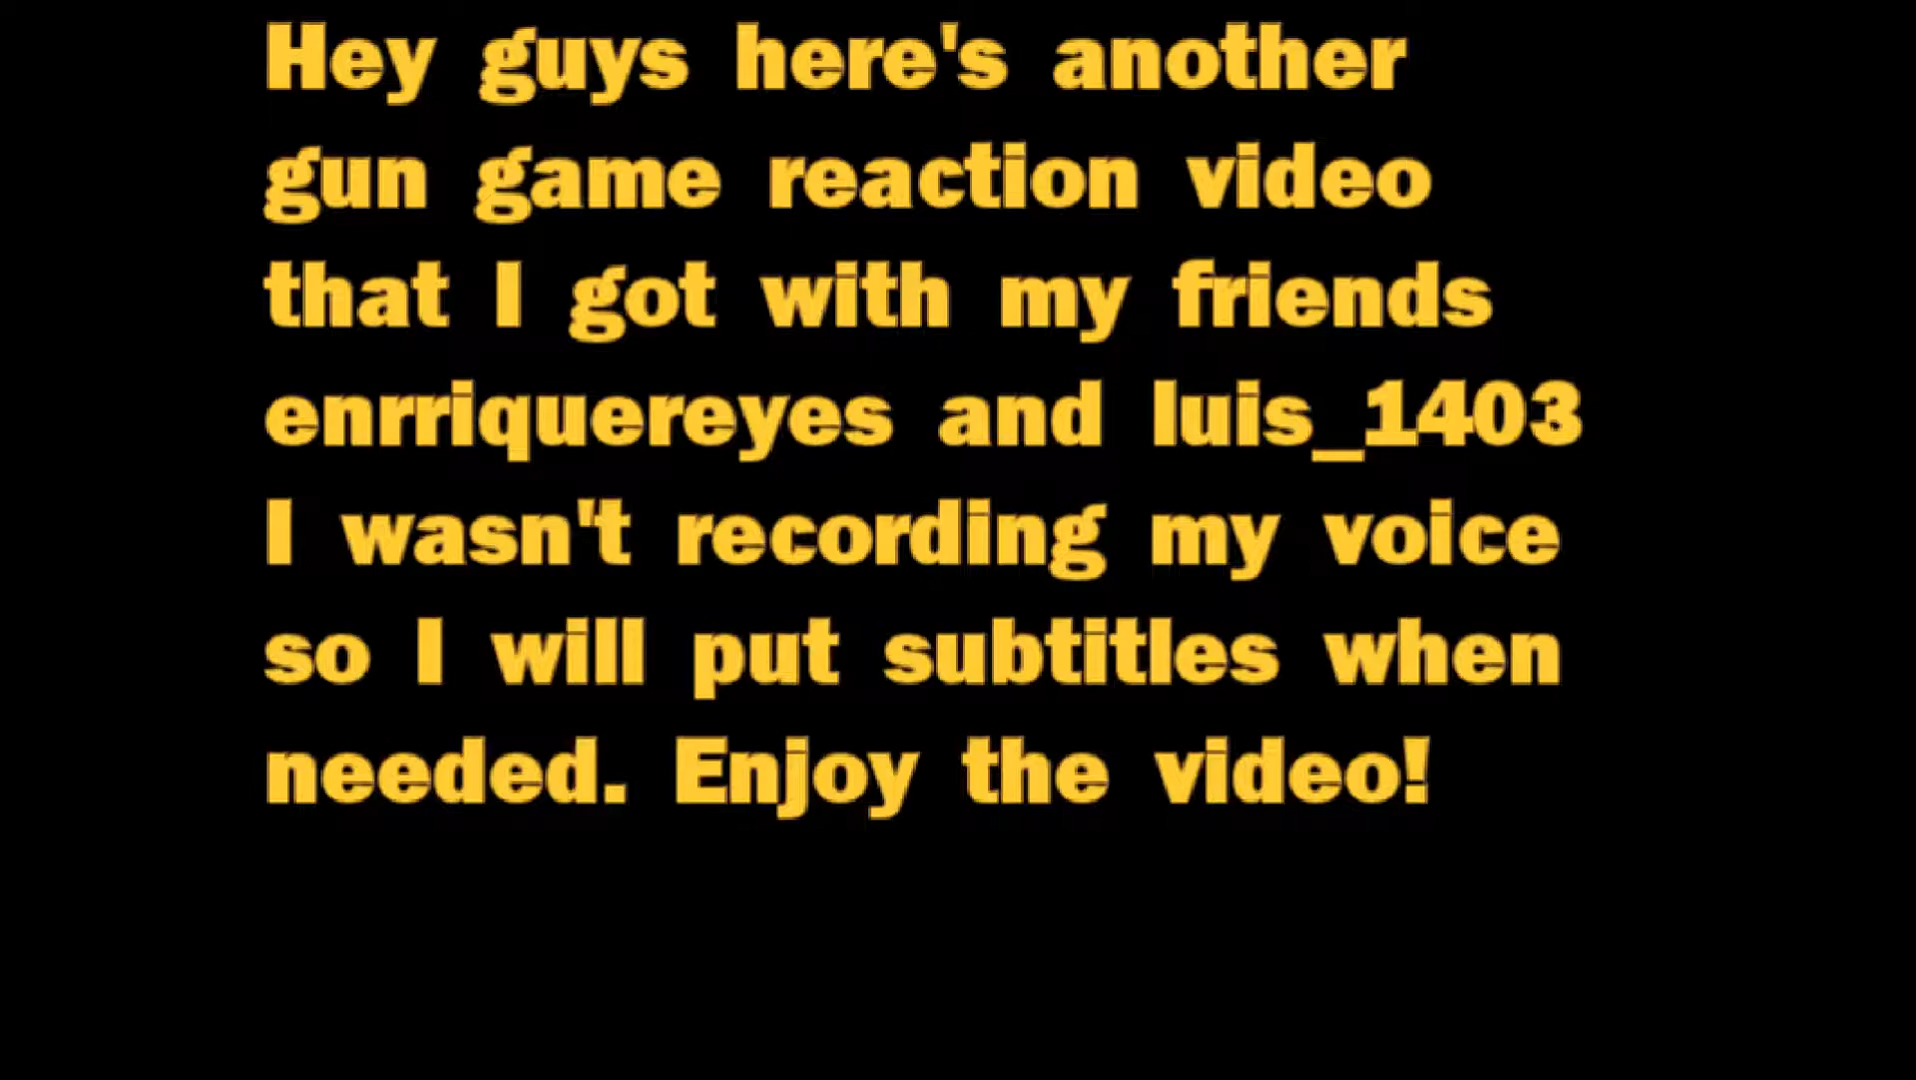 Hey guys here's another
gun game reaction video
that I got with my friends
enrriquereyes and luis_1403
I wasn't recording my voice
so I will put subtitles when
needed. Enjoy the video!